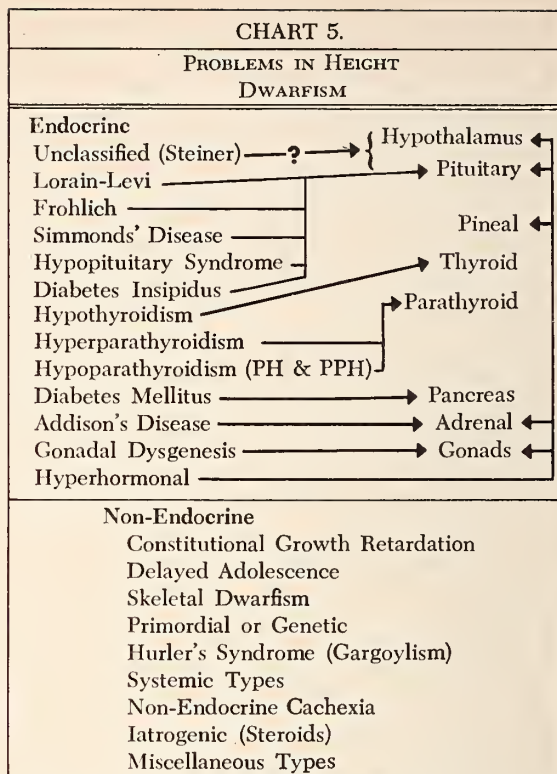 CHART 5.
PROBLEMS IN HEIGHT
DWARFISM
Endocrine
Unclassified (Steiner) ? { Hypothalamus
Lorain-Levi Pituitary
Frohlich
Simmonds' Disease Pineal
Hypopituitary Syndrome Thyroid
Diabetes Insipidus
Hypothyroidism Parathyroid
Hyperparathyroidism
Hypoparathyroidism (PH & PPH)
Diabetes Mellitus Pancreas
Addison's Disease Adrenal
Gonadal Dysgenesis Gonads
Hyperhormonal
Non-Endocrine
Constitutional Growth Retardation
Delayed Adolescence
Skeletal Dwarfism
Primordial or Genetic
Hurler's Syndrome (Gargoylism)
Systemic Types
Non-Endocrine Cachexia
Iatrogenic (Steroids)
Miscellaneous Types